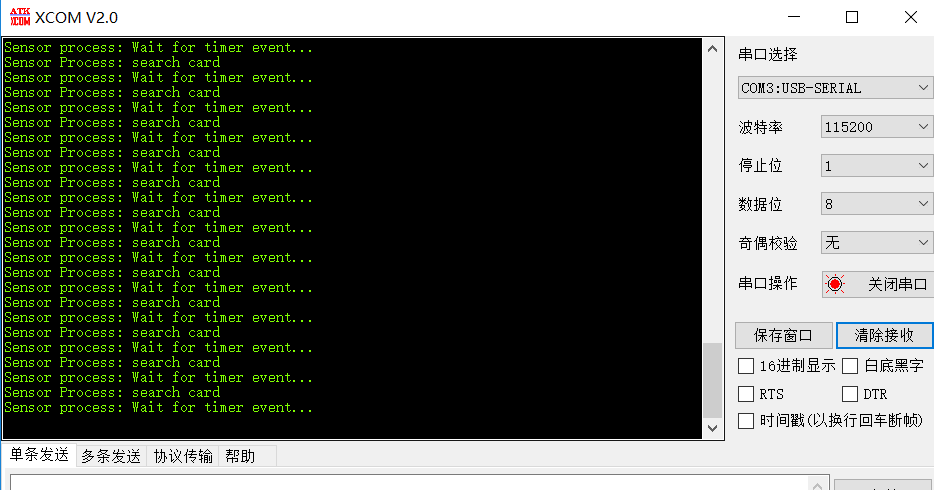 ATK XCOM XCOM V2.0
Sensor process: Wait for timer event...
Sensor Process: search card
Sensor process: Wait for timer event...
Sensor Process: search card
Sensor process: Wait for timer event...
Sensor Process: search card
Sensor process: Wait for timer event...
Sensor Process: search card
Sensor process: Wait for timer event...
Sensor Process: search card
Sensor process: Wait for timer event...
Sensor Process: search card
Sensor process: Wait for timer event...
Sensor Process: search card
Sensor process: Wait for timer event...
Sensor Process: search card
Sensor process: Wait for timer event...
Sensor Process: search card
Sensor process: Wait for timer event...
Sensor Process: search card
Sensor process: Wait for timer event...
Sensor Process: search card
Sensor process: Wait for timer event...
Sensor Process: search card
Sensor process: Wait for timer event...
串口选择
COM3:USB-SERIAL
波特率 115200
停止位 1
数据位 8
奇偶校验 无
串口操作 关闭串口
保存窗口 清除接收
16进制显示 白底黑字
RTS DTR
时间戳(以换行回车断帧)
单条发送 多条发送 协议传输 帮助